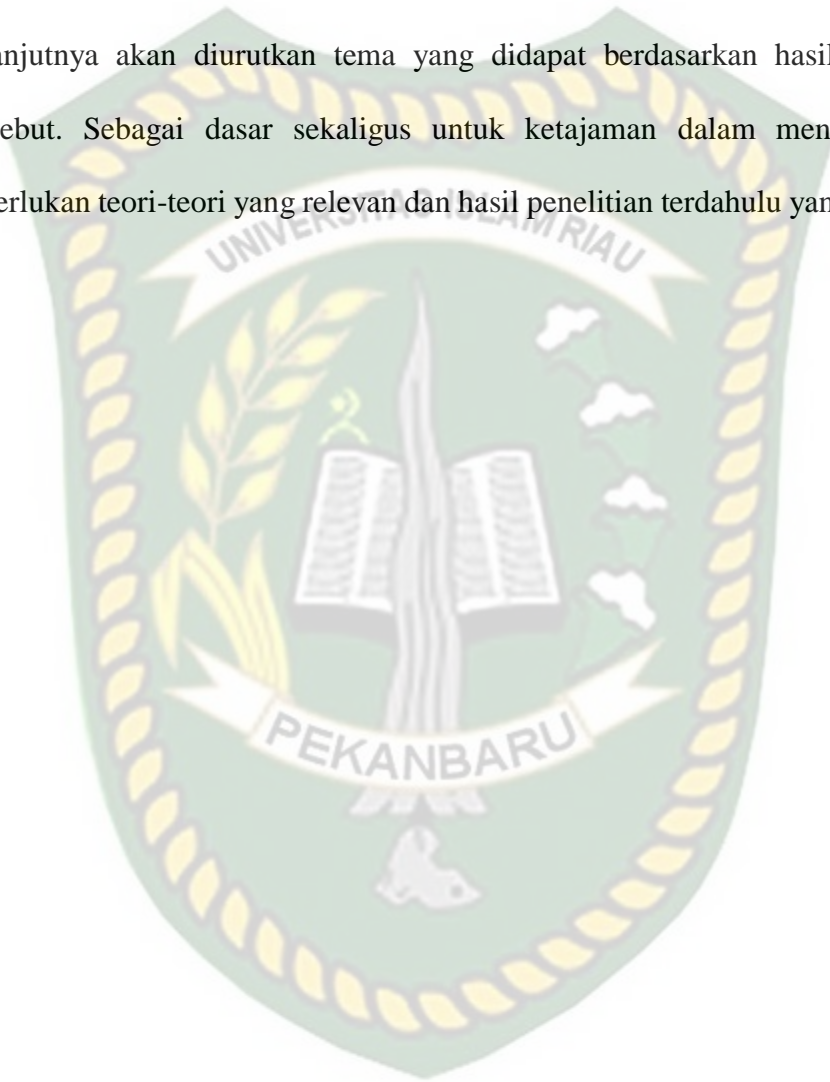 anjutnya akan diurutkan tema yang didapat berdasarkan hasil
ebut. Sebagai dasar sekaligus untuk ketajaman dalam men
erlukan teori-teori yang relevan dan hasil penelitian terdahulu yan
UNIVERSITAS ISLAM RIAU
PEKANBARU